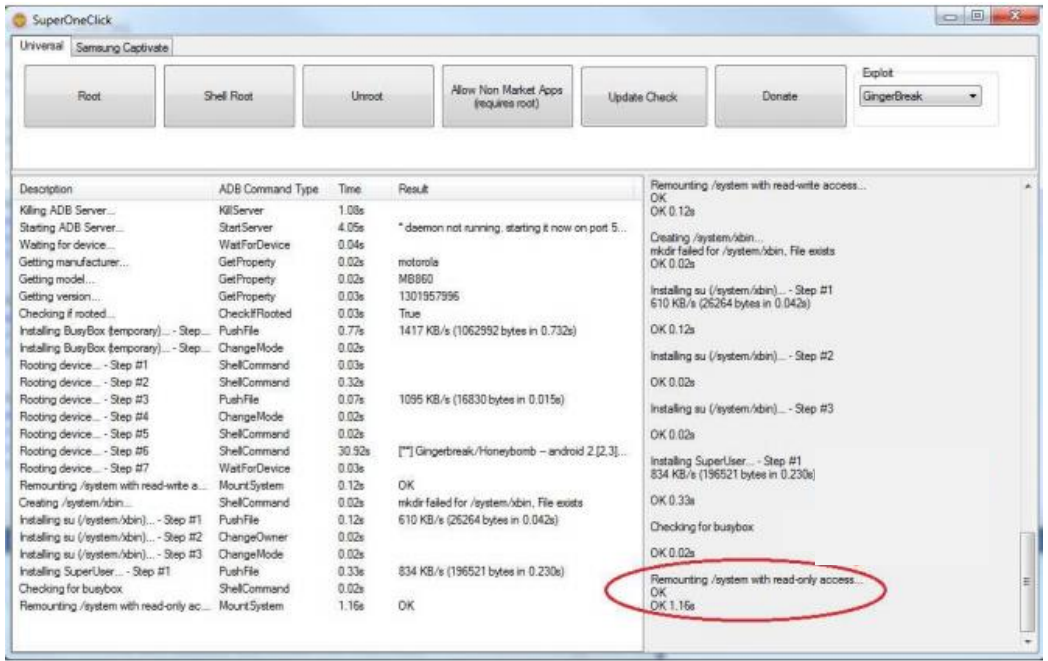 SuperOneClick
Universal Samsung Captivate
Root Shell Root Unroot Allow Non Market Apps (requires root) Update Check Donate Exploit GingerBreak
Description ADB Command Type Time Result
Killing ADB Server... KillServer 1.08s
Starting ADB Server... StartServer 4.05s * daemon not running. starting it now on port 5...
Waiting for device... WaitForDevice 0.04s
Getting manufacturer... GetProperty 0.02s motorola
Getting model... GetProperty 0.02s MB860
Getting version... GetProperty 0.03s 1301957996
Checking if rooted... CheckIfRooted 0.03s True
Installing BusyBox (temporary)... - Step... PushFile 0.77s 1417 KB/s (1062992 bytes in 0.732s)
Installing BusyBox (temporary)... - Step... ChangeMode 0.02s
Rooting device... - Step #1 ShellCommand 0.03s
Rooting device... - Step #2 ShellCommand 0.32s
Rooting device... - Step #3 PushFile 0.07s 1095 KB/s (16830 bytes in 0.015s)
Rooting device... - Step #4 ChangeMode 0.02s
Rooting device... - Step #5 ShellCommand 0.02s
Rooting device... - Step #6 ShellCommand 30.92s [**] Gingerbreak/Honeybomb -- android 2.[2,3]...
Rooting device... - Step #7 WaitForDevice 0.03s
Remounting /system with read-write a... MountSystem 0.12s OK
Creating /system/xbin... ShellCommand 0.02s mkdir failed for /system/xbin, File exists
Installing su (/system/xbin)... - Step #1 PushFile 0.12s 610 KB/s (26264 bytes in 0.042s)
Installing su (/system/xbin)... - Step #2 ChangeOwner 0.02s
Installing su (/system/xbin)... - Step #3 ChangeMode 0.02s
Installing SuperUser... - Step #1 PushFile 0.33s 834 KB/s (196521 bytes in 0.230s)
Checking for busybox ShellCommand 0.02s
Remounting /system with read-only ac... MountSystem 1.16s OK
Remounting /system with read-write access...
OK
OK 0.12s
Creating /system/xbin...
mkdir failed for /system/xbin, File exists
OK 0.02s
Installing su (/system/xbin)... - Step #1
610 KB/s (26264 bytes in 0.042s)
OK 0.12s
Installing su (/system/xbin)... - Step #2
OK 0.02s
Installing su (/system/xbin)... - Step #3
OK 0.02s
Installing SuperUser... - Step #1
834 KB/s (196521 bytes in 0.230s)
OK 0.33s
Checking for busybox
OK 0.02s
Remounting /system with read-only access...
OK
OK 1.16s